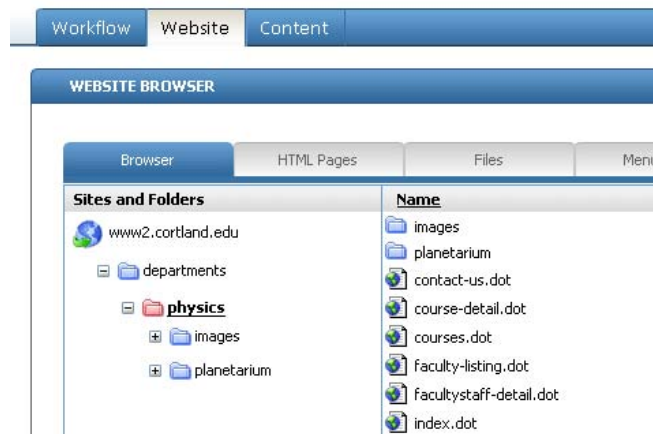 Workflow Website Content
WEBSITE BROWSER
Browser HTML Pages Files
Sites and Folders
www2.cortland.edu
departments
physics
images
planetarium
Name
images
planetarium
contact-us.dot
course-detail.dot
courses.dot
faculty-listing.dot
facultystaff-detail.dot
index.dot